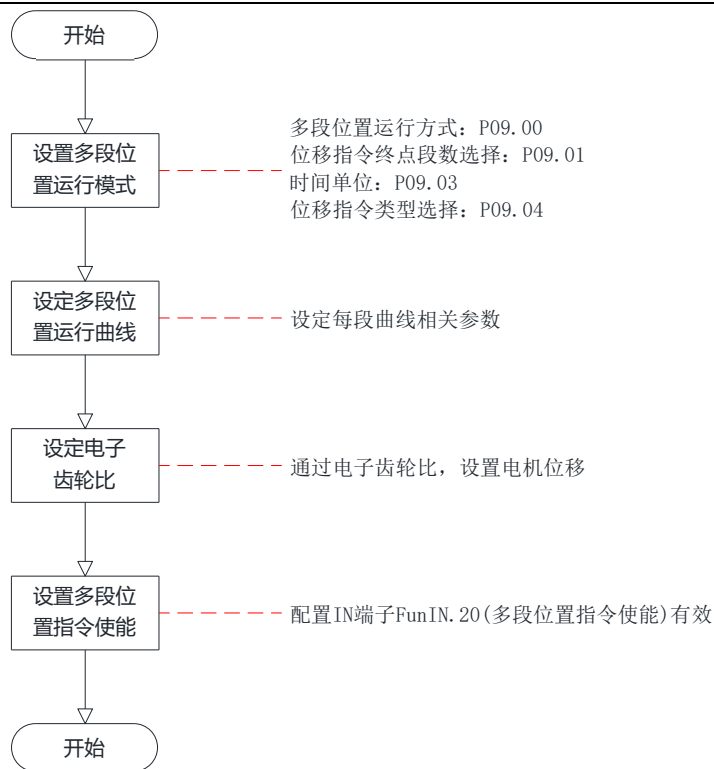 开始
设置多段位
置运行模式
多段位置运行方式：P09.00
位移指令终点段数选择：P09.01
时间单位：P09.03
位移指令类型选择：P09.04
设定多段位
置运行曲线
设定每段曲线相关参数
设定电子
齿轮比
通过电子齿轮比，设置电机位移
设置多段位
置指令使能
配置IN端子FunIN.20(多段位置指令使能)有效
开始